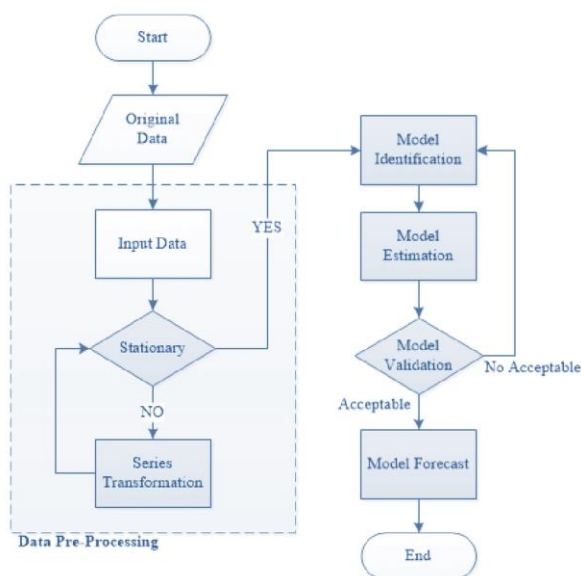 Start
Original
Data
Input Data
Stationary
YES
NO
Series
Transformation
Data Pre-Processing
Model
Identification
Model
Estimation
Model
Validation
No Acceptable
Acceptable
Model Forecast
End